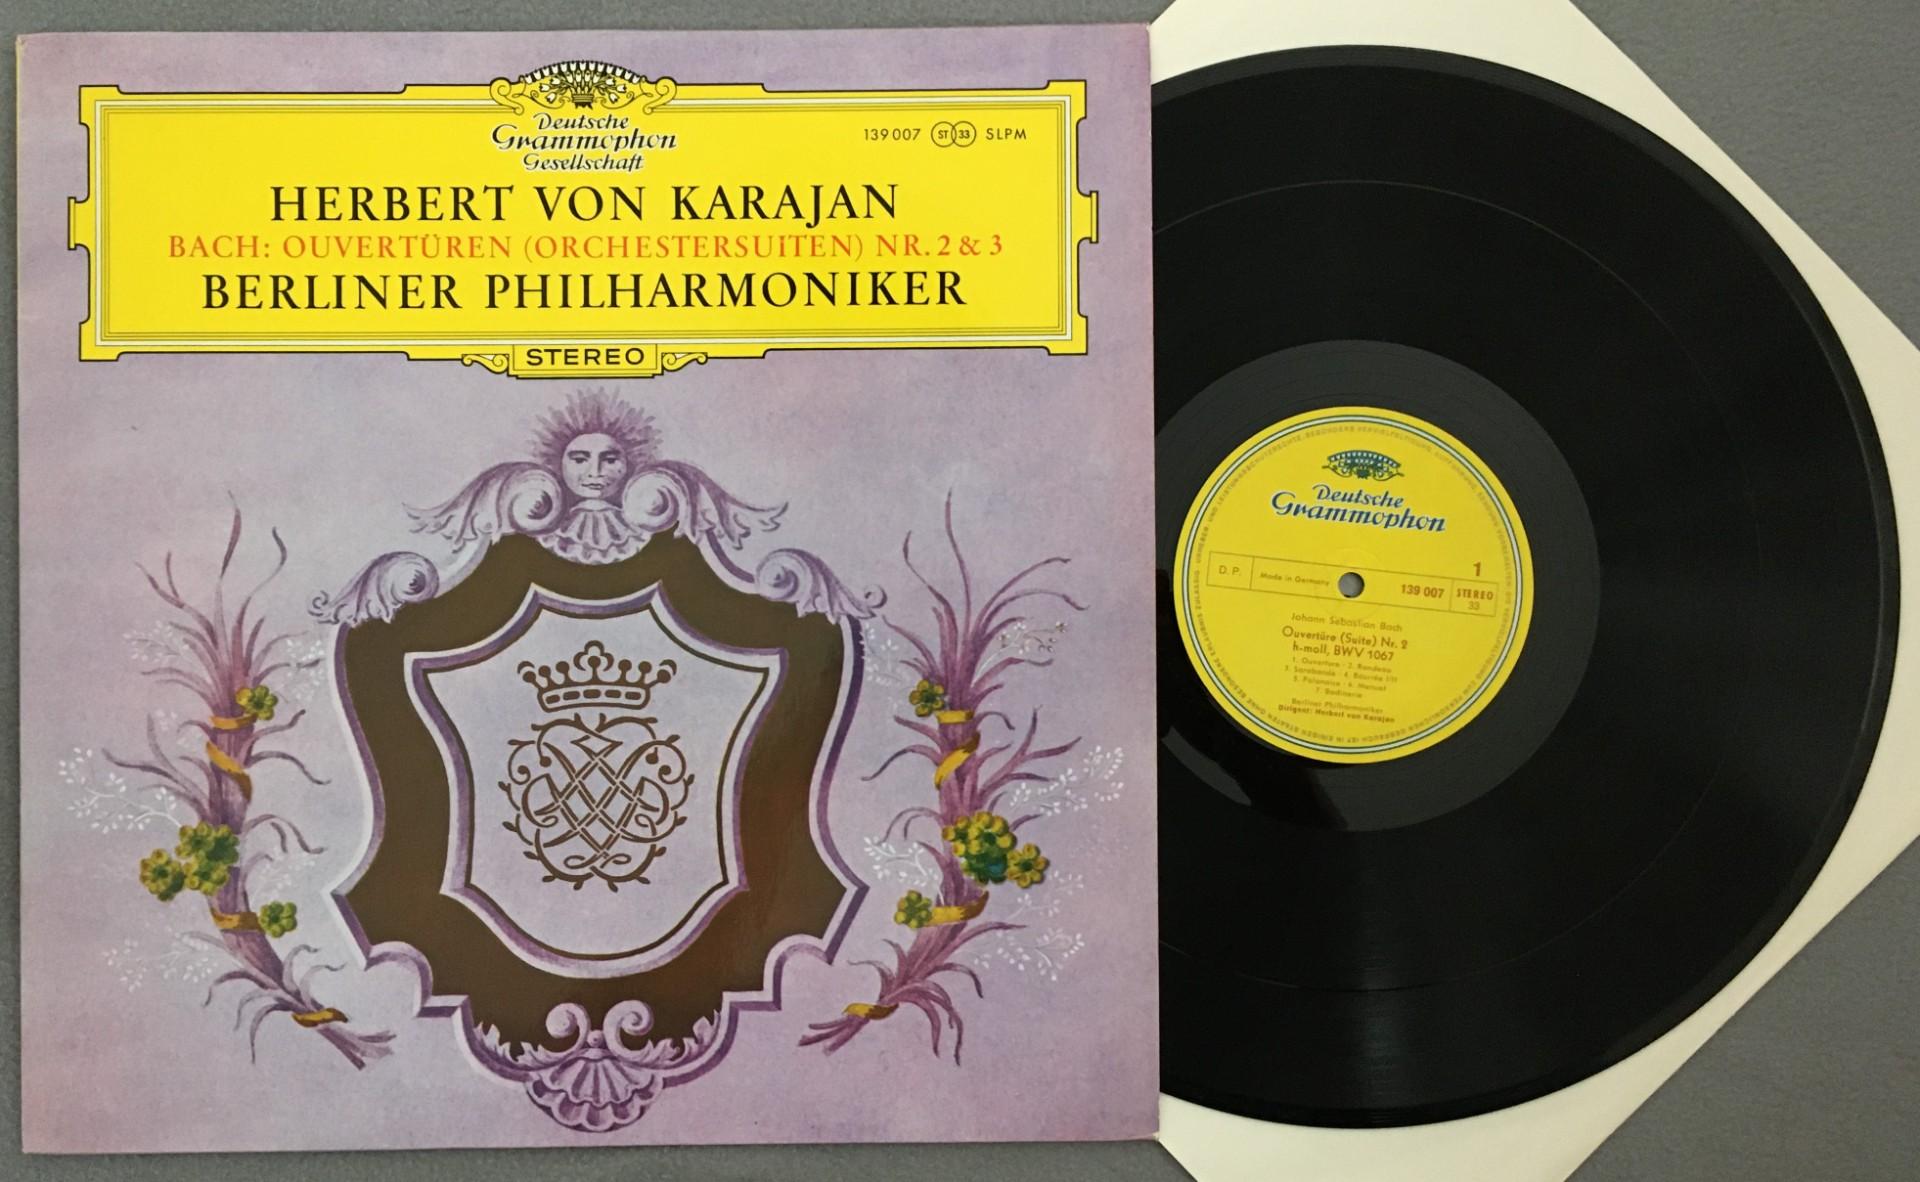 Deutsche
Grammophon
Gesellschaft
139 007 ST 33 SLPM
HERBERT VON KARAJAN
BACH: OUVERTÜREN (ORCHESTERSUITEN) NR. 2 & 3
BERLINER PHILHARMONIKER
STEREO
Deutsche
Grammophon
1
D. P. Made in Germany 139 007 STEREO
33
Johann Sebastian Bach
Ouvertüre (Suite) Nr. 2
h-moll, BWV 1067
1. Ouverture - 2. Rondeau
3. Sarabande - 4. Bourrée I/II
5. Polonaise - 6. Menuet
7. Badinerie
Berliner Philharmoniker
Dirigent: Herbert von Karajan